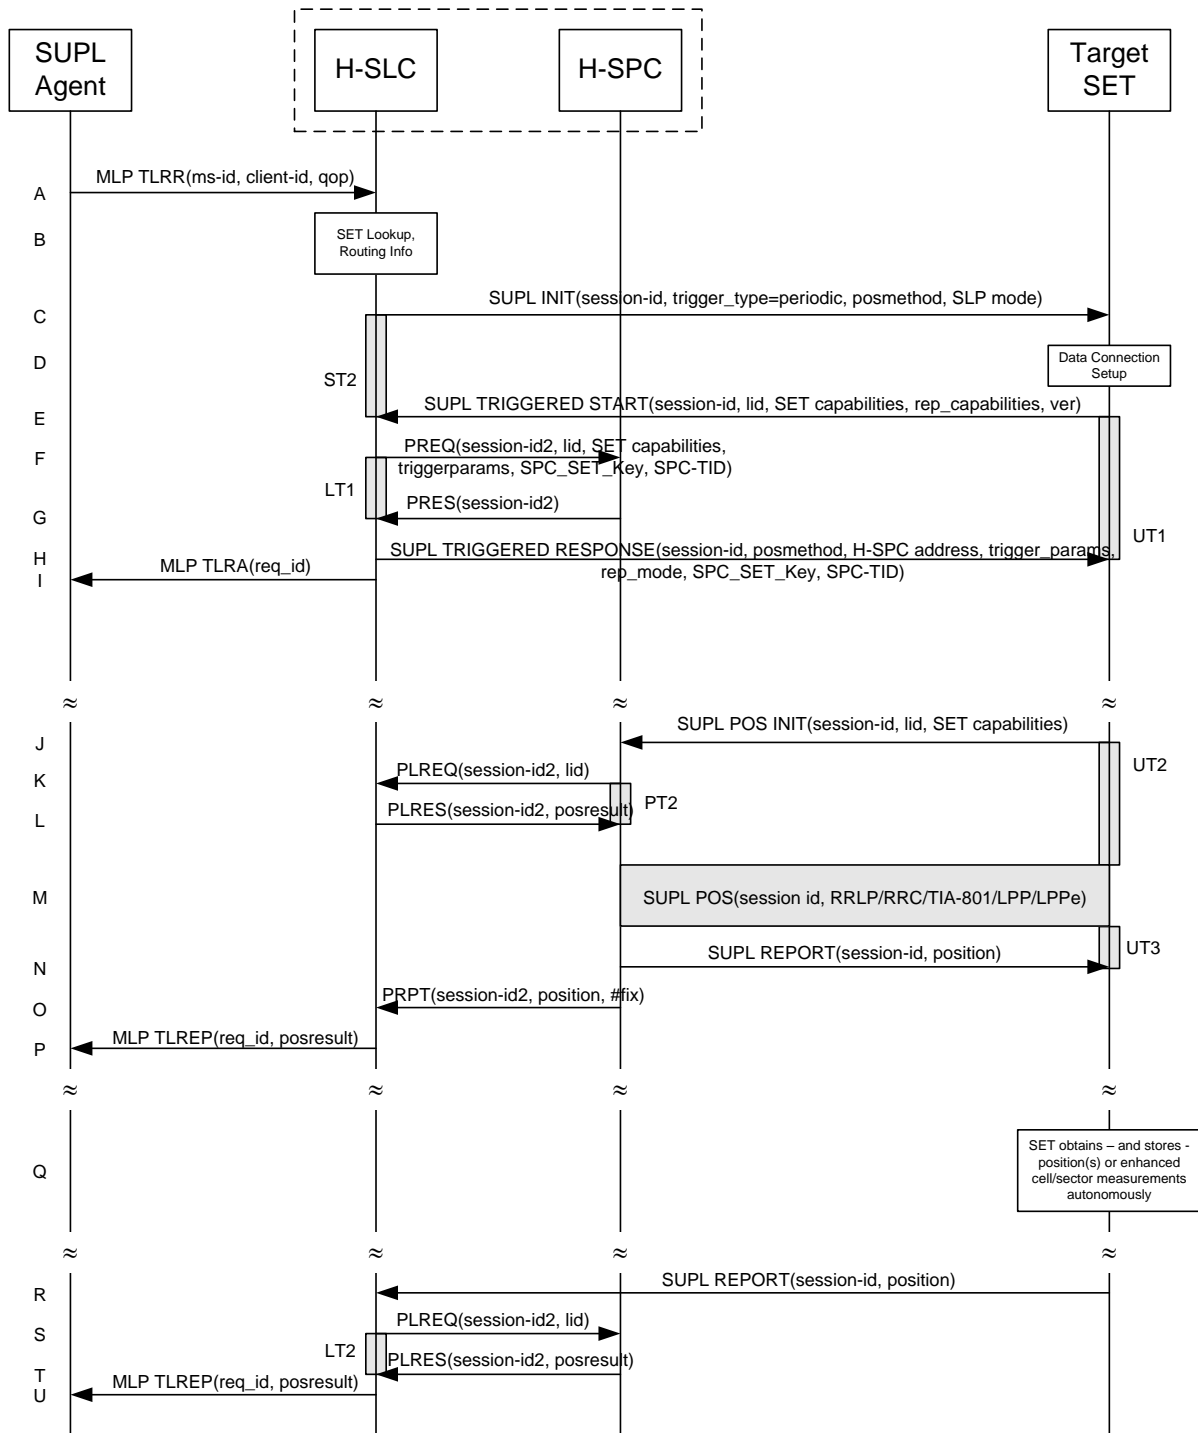 SUPL
Agent
H-SLC
H-SPC
Target
SET
A
MLP TLRR(ms-id, client-id, qop)
B
SET Lookup,
Routing Info
C
SUPL INIT(session-id, trigger_type=periodic, posmethod, SLP mode)
D
Data Connection
Setup
ST2
E
SUPL TRIGGERED START(session-id, lid, SET capabilities, rep_capabilities, ver)
F
PREQ(session-id2, lid, SET capabilities,
triggerparams, SPC_SET_Key, SPC-TID)
LT1
G
PRES(session-id2)
UT1
H
SUPL TRIGGERED RESPONSE(session-id, posmethod, H-SPC address, trigger_params,
rep_mode, SPC_SET_Key, SPC-TID)
I
MLP TLRA(req_id)
≈ ≈ ≈ ≈
J
SUPL POS INIT(session-id, lid, SET capabilities)
UT2
K
PLREQ(session-id2, lid)
PT2
L
PLRES(session-id2, posresult)
M
SUPL POS(session id, RRLP/RRC/TIA-801/LPP/LPPe)
UT3
N
SUPL REPORT(session-id, position)
O
PRPT(session-id2, position, #fix)
P
MLP TLREP(req_id, posresult)
≈ ≈ ≈ ≈
Q
SET obtains – and stores -
position(s) or enhanced
cell/sector measurements
autonomously
≈ ≈ ≈ ≈
R
SUPL REPORT(session-id, position)
S
PLREQ(session-id2, lid)
LT2
T
PLRES(session-id2, posresult)
U
MLP TLREP(req_id, posresult)